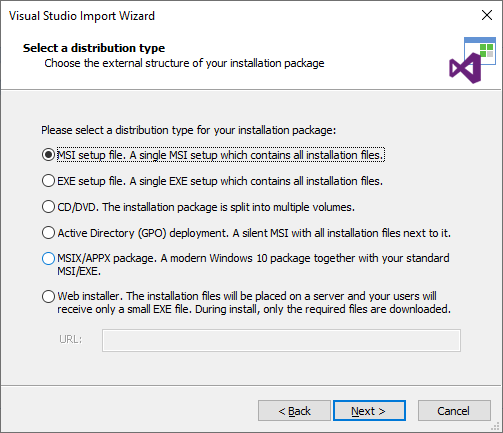 Visual Studio Import Wizard
Select a distribution type
Choose the external structure of your installation package
Please select a distribution type for your installation package:
MSI setup file. A single MSI setup which contains all installation files.
EXE setup file. A single EXE setup which contains all installation files.
CD/DVD. The installation package is split into multiple volumes.
Active Directory (GPO) deployment. A silent MSI with all installation files next to it.
MSIX/APPX package. A modern Windows 10 package together with your standard
MSI/EXE.
Web installer. The installation files will be placed on a server and your users will
receive only a small EXE file. During install, only the required files are downloaded.
URL:
< Back
Next >
Cancel